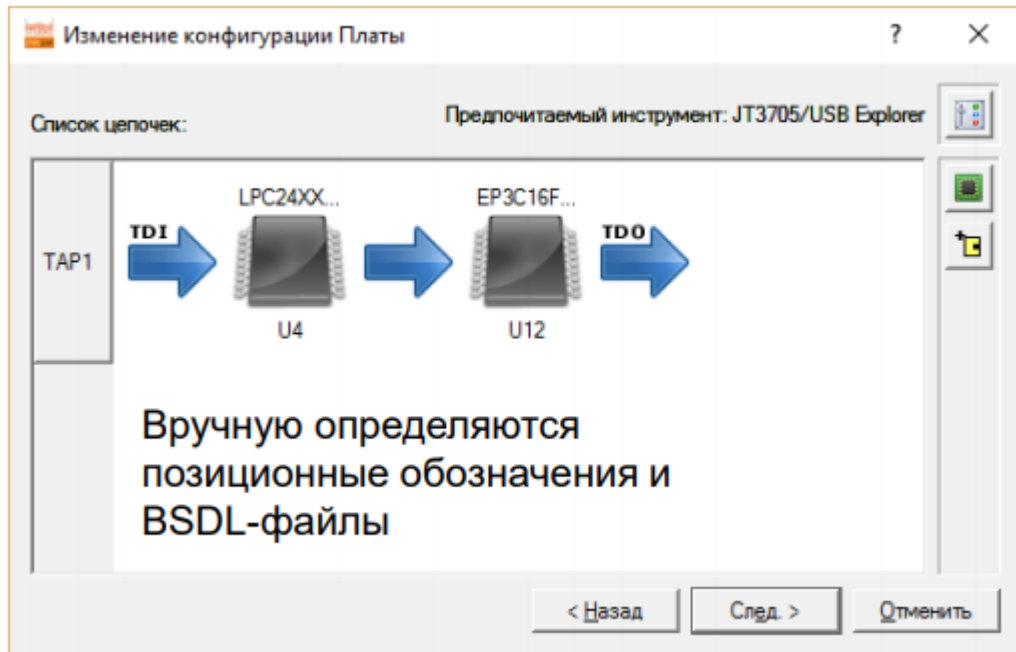 Изменение конфигурации Платы
Список цепочек:
Предпочитаемый инструмент: JT3705/USB Explorer
TAP1
TDI
LPC24XX...
EP3C16F...
TDO
U4
U12
Вручную определяются
позиционные обозначения и
BSDL-файлы
< Назад
След. >
Отменить